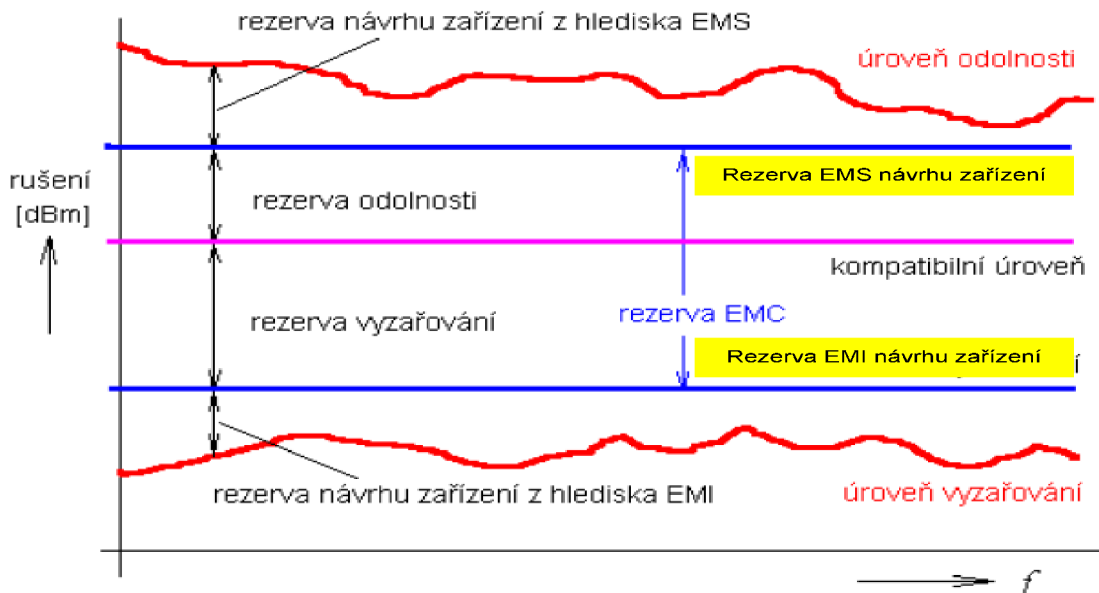 rezerva návrhu zařízení z hlediska EMS
úroveň odolnosti
Rezerva EMS návrhu zařízení
rušení
[dBm]
rezerva odolnosti
kompatibilní úroveň
rezerva vyzařování
rezerva EMC
Rezerva EMI návrhu zařízení
rezerva návrhu zařízení z hlediska EMI
úroveň vyzařování
f